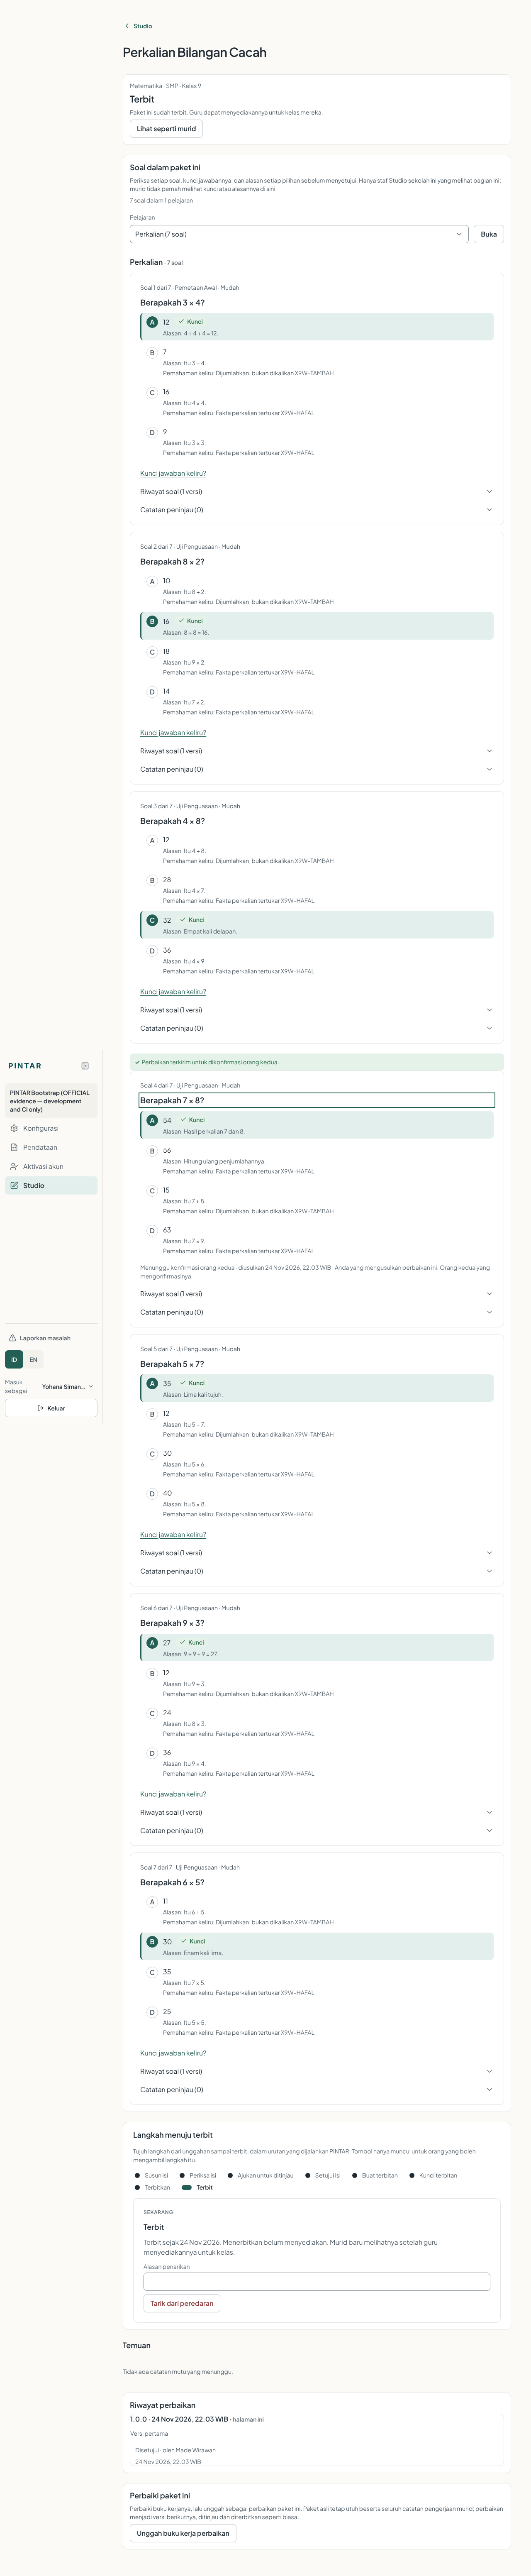 Studio
Perkalian Bilangan Cacah
Matematika · SMP · Kelas 9
Terbit
Paket ini sudah terbit. Guru dapat menyediakannya untuk kelas mereka.
Lihat seperti murid
Soal dalam paket ini
Periksa setiap soal, kunci jawabannya, dan alasan setiap pilihan sebelum menyetujui. Hanya staf Studio sekolah ini yang melihat bagian ini;
murid tidak pernah melihat kunci atau alasannya di sini.
7 soal dalam 1 pelajaran
Pelajaran
Perkalian (7 soal)
Buka
Perkalian · 7 soal
Soal 1 dari 7 · Pemetaan Awal · Mudah
Berapakah 3 × 4?
A 12 Kunci
Alasan: 4 + 4 + 4 = 12.
B 7
Alasan: Itu 3 + 4.
Pemahaman keliru: Dijumlahkan, bukan dikalikan X9W-TAMBAH
C 16
Alasan: Itu 4 × 4.
Pemahaman keliru: Fakta perkalian tertukar X9W-HAFAL
D 9
Alasan: Itu 3 × 3.
Pemahaman keliru: Fakta perkalian tertukar X9W-HAFAL
Kunci jawaban keliru?
Riwayat soal (1 versi)
Catatan peninjau (0)
Soal 2 dari 7 · Uji Penguasaan · Mudah
Berapakah 8 × 2?
A 10
Alasan: Itu 8 + 2.
Pemahaman keliru: Dijumlahkan, bukan dikalikan X9W-TAMBAH
B 16 Kunci
Alasan: 8 + 8 = 16.
C 18
Alasan: Itu 9 × 2.
Pemahaman keliru: Fakta perkalian tertukar X9W-HAFAL
D 14
Alasan: Itu 7 × 2.
Pemahaman keliru: Fakta perkalian tertukar X9W-HAFAL
Kunci jawaban keliru?
Riwayat soal (1 versi)
Catatan peninjau (0)
Soal 3 dari 7 · Uji Penguasaan · Mudah
Berapakah 4 × 8?
A 12
Alasan: Itu 4 + 8.
Pemahaman keliru: Dijumlahkan, bukan dikalikan X9W-TAMBAH
B 28
Alasan: Itu 4 × 7.
Pemahaman keliru: Fakta perkalian tertukar X9W-HAFAL
C 32 Kunci
Alasan: Empat kali delapan.
D 36
Alasan: Itu 4 × 9.
Pemahaman keliru: Fakta perkalian tertukar X9W-HAFAL
Kunci jawaban keliru?
Riwayat soal (1 versi)
Catatan peninjau (0)
PINTAR
PINTAR Bootstrap (OFFICIAL
evidence — development
and CI only)
Konfigurasi
Pendataan
Aktivasi akun
Studio
Laporkan masalah
ID EN
Masuk
sebagai
Yohana Siman...
Keluar
Perbaikan terkirim untuk dikonfirmasi orang kedua.
Soal 4 dari 7 · Uji Penguasaan · Mudah
Berapakah 7 × 8?
A 54 Kunci
Alasan: Hasil perkalian 7 dan 8.
B 56
Alasan: Hitung ulang penjumlahannya.
Pemahaman keliru: Fakta perkalian tertukar X9W-HAFAL
C 15
Alasan: Itu 7 + 8.
Pemahaman keliru: Dijumlahkan, bukan dikalikan X9W-TAMBAH
D 63
Alasan: Itu 7 × 9.
Pemahaman keliru: Fakta perkalian tertukar X9W-HAFAL
Menunggu konfirmasi orang kedua · diusulkan 24 Nov 2026, 22.03 WIB · Anda yang mengusulkan perbaikan ini. Orang kedua yang
mengonfirmasinya.
Riwayat soal (1 versi)
Catatan peninjau (0)
Soal 5 dari 7 · Uji Penguasaan · Mudah
Berapakah 5 × 7?
A 35 Kunci
Alasan: Lima kali tujuh.
B 12
Alasan: Itu 5 + 7.
Pemahaman keliru: Dijumlahkan, bukan dikalikan X9W-TAMBAH
C 30
Alasan: Itu 5 × 6.
Pemahaman keliru: Fakta perkalian tertukar X9W-HAFAL
D 40
Alasan: Itu 5 × 8.
Pemahaman keliru: Fakta perkalian tertukar X9W-HAFAL
Kunci jawaban keliru?
Riwayat soal (1 versi)
Catatan peninjau (0)
Soal 6 dari 7 · Uji Penguasaan · Mudah
Berapakah 9 × 3?
A 27 Kunci
Alasan: 9 + 9 + 9 = 27.
B 12
Alasan: Itu 9 + 3.
Pemahaman keliru: Dijumlahkan, bukan dikalikan X9W-TAMBAH
C 24
Alasan: Itu 8 × 3.
Pemahaman keliru: Fakta perkalian tertukar X9W-HAFAL
D 36
Alasan: Itu 9 × 4.
Pemahaman keliru: Fakta perkalian tertukar X9W-HAFAL
Kunci jawaban keliru?
Riwayat soal (1 versi)
Catatan peninjau (0)
Soal 7 dari 7 · Uji Penguasaan · Mudah
Berapakah 6 × 5?
A 11
Alasan: Itu 6 + 5.
Pemahaman keliru: Dijumlahkan, bukan dikalikan X9W-TAMBAH
B 30 Kunci
Alasan: Enam kali lima.
C 35
Alasan: Itu 7 × 5.
Pemahaman keliru: Fakta perkalian tertukar X9W-HAFAL
D 25
Alasan: Itu 5 × 5.
Pemahaman keliru: Fakta perkalian tertukar X9W-HAFAL
Kunci jawaban keliru?
Riwayat soal (1 versi)
Catatan peninjau (0)
Langkah menuju terbit
Tujuh langkah dari unggahan sampai terbit, dalam urutan yang dijalankan PINTAR. Tombol hanya muncul untuk orang yang boleh
mengambil langkah itu.
Susun isi Periksa isi Ajukan untuk ditinjau Setujui isi Buat terbitan Kunci terbitan
Terbitkan Terbit
SEKARANG
Terbit
Terbit sejak 24 Nov 2026. Menerbitkan belum menyediakan. Murid baru melihatnya setelah guru
menyediakannya untuk kelas.
Alasan penarikan
Tarik dari peredaran
Temuan
Tidak ada catatan mutu yang menunggu.
Riwayat perbaikan
1.0.0 · 24 Nov 2026, 22.03 WIB · halaman ini
Versi pertama
Disetujui · oleh Made Wirawan
24 Nov 2026, 22.03 WIB
Perbaiki paket ini
Perbaiki buku kerjanya, lalu unggah sebagai perbaikan paket ini. Paket asli tetap utuh beserta seluruh catatan pengerjaan murid; perbaikan
menjadi versi berikutnya, ditinjau dan diterbitkan seperti biasa.
Unggah buku kerja perbaikan